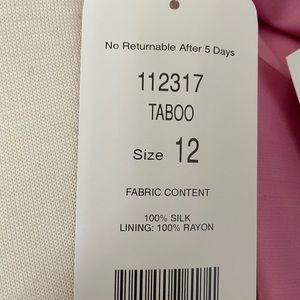 No Returnable After 5 Days
112317
TABOO
Size 12
FABRIC CONTENT
100% SILK
LINING: 100% RAYON